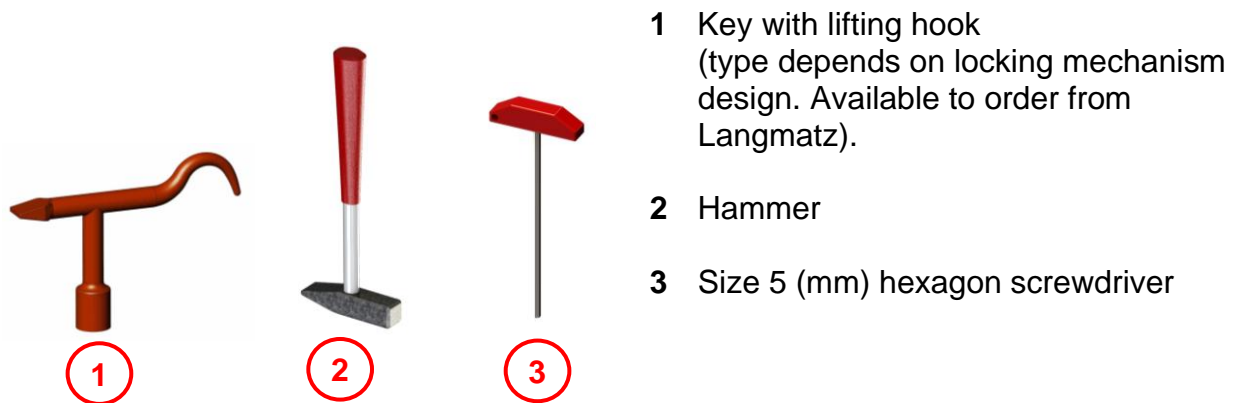 1 Key with lifting hook
(type depends on locking mechanism
design. Available to order from
Langmatz).
2 Hammer
3 Size 5 (mm) hexagon screwdriver
1
2
3